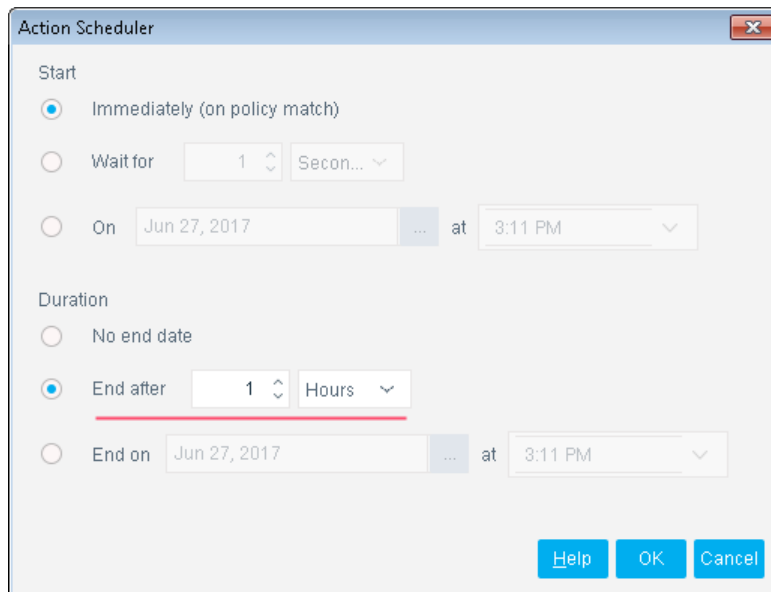 Action Scheduler
Start
Immediately (on policy match)
Wait for 1 Secon...
On Jun 27, 2017 ... at 3:11 PM
Duration
No end date
End after 1 Hours
End on Jun 27, 2017 ... at 3:11 PM
Help OK Cancel